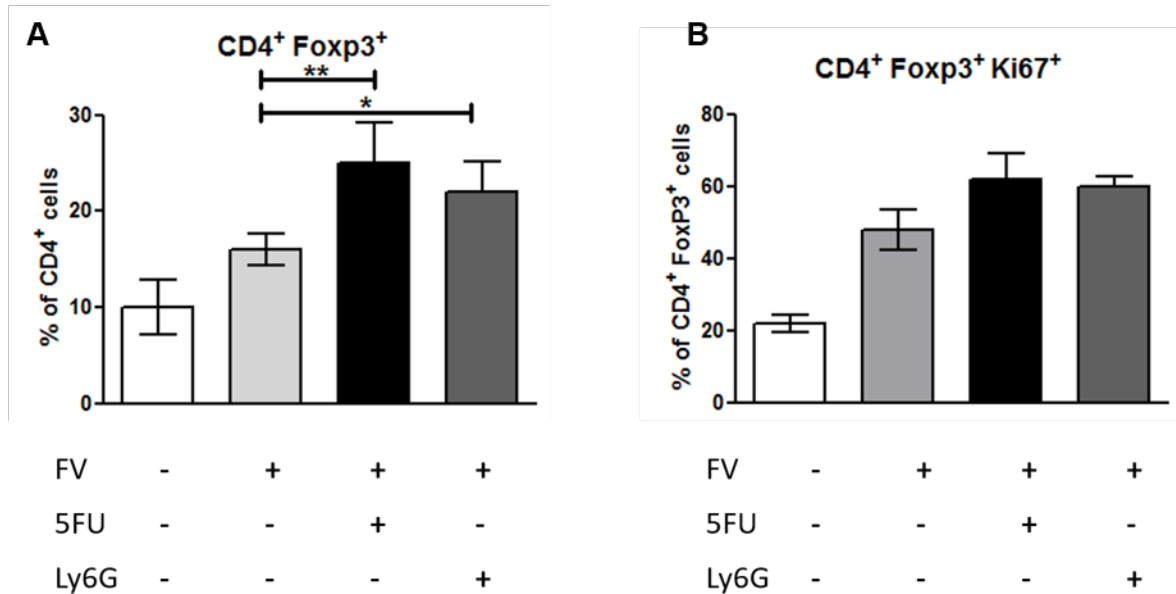 A
CD4+ Foxp3+
**
*
30
20
10
0
% of CD4+ cells
FV - + + +
5FU - - + -
Ly6G - - - +
B
CD4+ Foxp3+ Ki67+
80
60
40
20
0
% of CD4+ FoxP3+ cells
FV - + + +
5FU - - + -
Ly6G - - - +